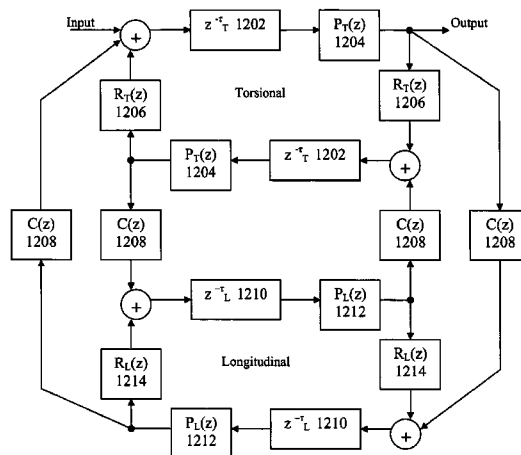 Input
z⁻τT 1202
PT(z)
1204
Output
RT(z)
1206
Torsional
RT(z)
1206
PT(z)
1204
z⁻τT 1202
C(z)
1208
C(z)
1208
C(z)
1208
C(z)
1208
z⁻τL 1210
PL(z)
1212
RL(z)
1214
Longitudinal
RL(z)
1214
PL(z)
1212
z⁻τL 1210
+
+
+
+